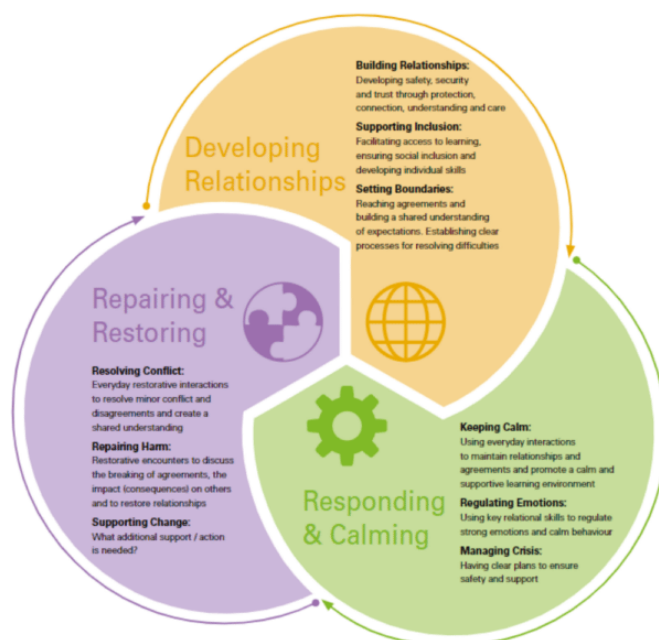 Developing
Relationships
Building Relationships:
Developing safety, security
and trust through protection,
connection, understanding and care
Supporting Inclusion:
Facilitating access to learning,
ensuring social inclusion and
developing individual skills
Setting Boundaries:
Reaching agreements and
building a shared understanding
of expectations. Establishing clear
processes for resolving difficulties
Repairing &
Restoring
Resolving Conflict:
Everyday restorative interactions
to resolve minor conflict and
disagreements and create a
shared understanding
Repairing Harm:
Restorative encounters to discuss
the breaking of agreements, the
impact (consequences) on others
and to restore relationships
Supporting Change:
What additional support / action
is needed?
Responding
& Calming
Keeping Calm:
Using everyday interactions
to maintain relationships and
agreements and promote a calm and
supportive learning environment
Regulating Emotions:
Using key relational skills to regulate
strong emotions and calm behaviour
Managing Crisis:
Having clear plans to ensure
safety and support